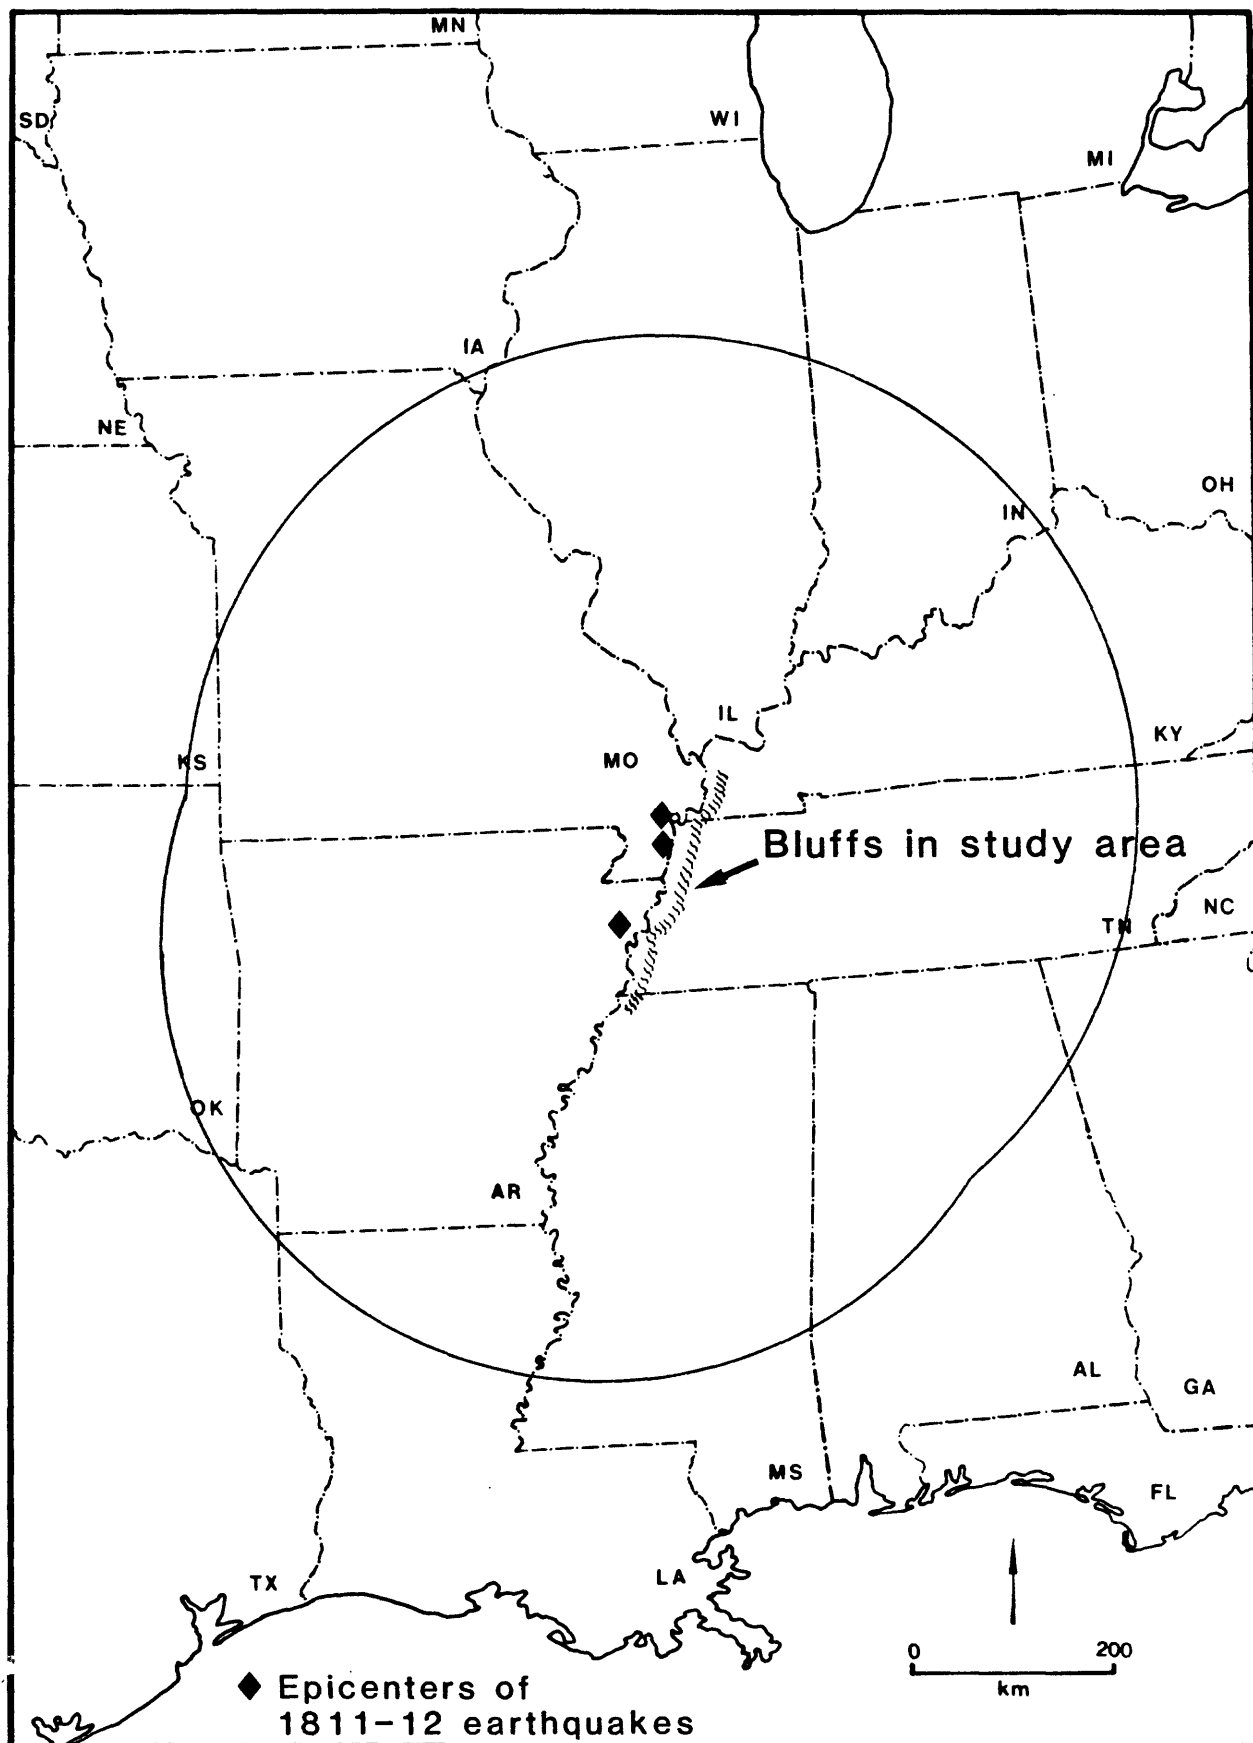 MN
SD
WI
MI
IA
NE
OH
IN
IL
KY
MO
KS
Bluffs in study area
NC
TN
OK
AR
AL
GA
MS
FL
TX
LA
0 200
km
Epicenters of
1811-12 earthquakes